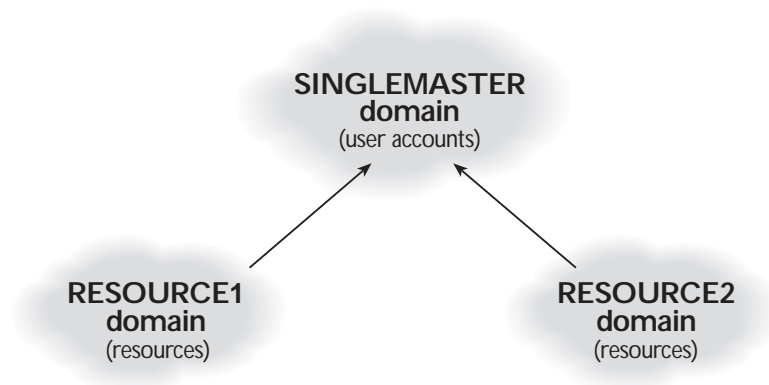 SINGLEMASTER
domain
(user accounts)
RESOURCE1
domain
(resources)
RESOURCE2
domain
(resources)